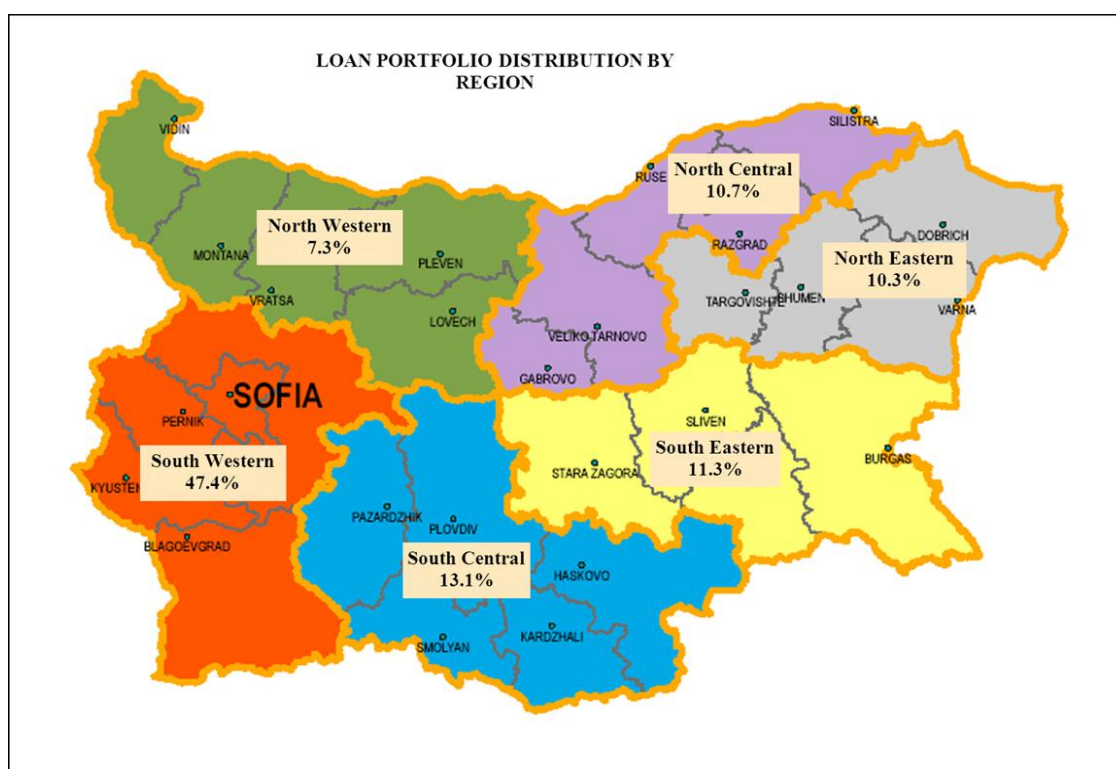 LOAN PORTFOLIO DISTRIBUTION BY
REGION
VIDIN
SILISTRA
RUSE
North Central
10.7%
RAZGRAD
DOBRICH
North Western
7.3%
MONTANA
PLEVEN
North Eastern
10.3%
VRATSA
TARGOVISHTE
SHUMEN
VARNA
LOVECH
VELIKO TARNOVO
GABROVO
SOFIA
PERNIK
SLIVEN
South Western
47.4%
KYUSTEN
South Eastern
11.3%
STARA ZAGORA
BURGAS
PAZARDZHIK
PLOVDIV
BLAGOEVGRAD
South Central
13.1%
HASKOVO
SMOLYAN
KARDZHALI